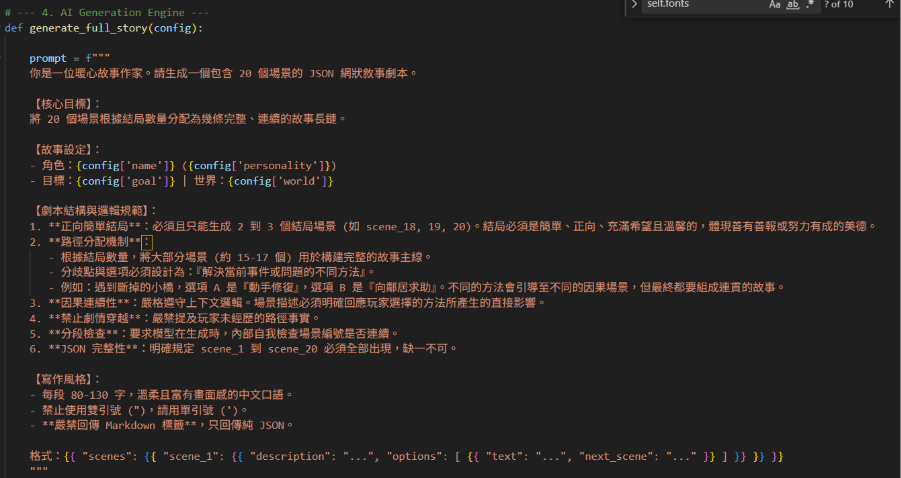 # --- 4. AI Generation Engine ---
self.fonts
Aa ab .* ? of 10
def generate_full_story(config):
prompt = f"""
你是一位暖心故事作家。請生成一個包含 20 個場景的 JSON 網狀敘事劇本。
【核心目標】：
將 20 個場景根據結局數量分配為幾條完整、連續的故事長鏈。
【故事設定】：
- 角色：{config['name']} ({config['personality']})
- 目標：{config['goal']} | 世界：{config['world']}
【劇本結構與邏輯規範】：
1. **正向簡單結局**：必須且只能生成 2 到 3 個結局場景 (如 scene_18, 19, 20)。結局必須是簡單、正向、充滿希望且溫馨的，體現善有善報或努力有成的美德。
2. **路徑分配機制**：
- 根據結局數量，將大部分場景 (約 15-17 個) 用於構建完整的故事主線。
- 分歧點與選項必須設計為：『解決當前事件或問題的不同方法』。
- 例如：遇到斷掉的小橋，選項 A 是『動手修復』，選項 B 是『向鄰居求助』。不同的方法會引導至不同的因果場景，但最終都要組成連貫的故事。
3. **因果連續性**：嚴格遵守上下文邏輯。場景描述必須明確回應玩家選擇的方法所產生的直接影響。
4. **禁止劇情穿越**：嚴禁提及玩家未經歷的路徑事實。
5. **分段檢查**：要求模型在生成時，內部自我檢查場景編號是否連續。
6. **JSON 完整性**：明確規定 scene_1 到 scene_20 必須全部出現，缺一不可。
【寫作風格】：
- 每段 80-130 字，溫柔且富有畫面感的中文口語。
- 禁止使用雙引號 (")，請用單引號 (')。
- **嚴禁回傳 Markdown 標籤**，只回傳純 JSON。
格式：{{ "scenes": {{ "scene_1": {{ "description": "...", "options": [ {{ "text": "...", "next_scene": "..." }} ] }} }} }}
"""